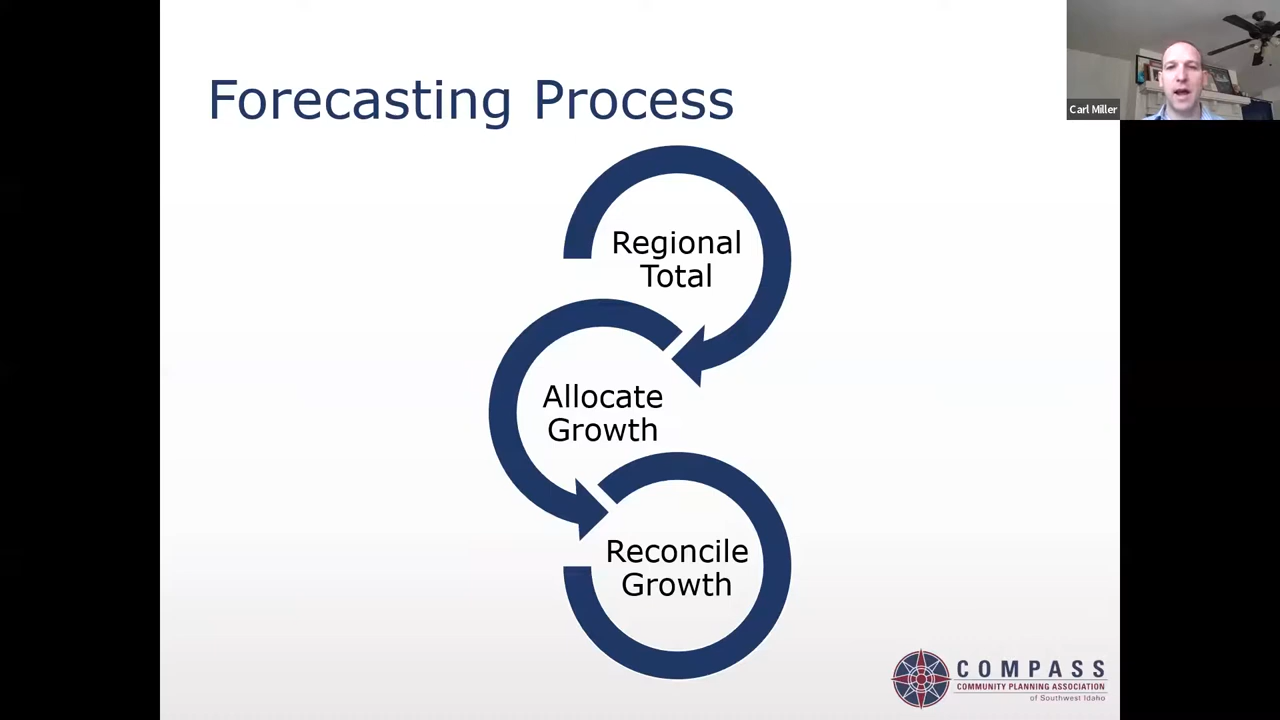 Forecasting Process
Carl Miller
Regional
Total
Allocate
Growth
Reconcile
Growth
COMPASS
COMMUNITY PLANNING ASSOCIATION
of Southwest Idaho